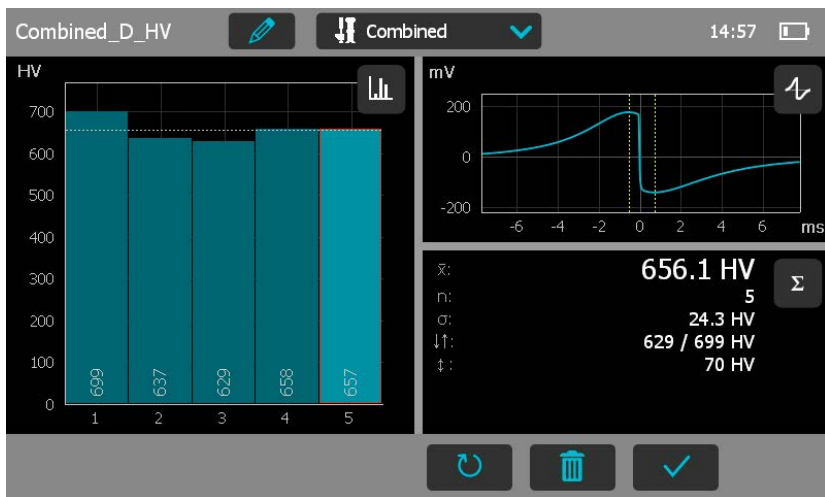 Combined_D_HV
Combined
14:57
HV
700
600
500
400
300
200
100
0
699
637
629
658
657
1 2 3 4 5
mV
200
0
-200
-6 -4 -2 0 2 4 6 ms
x̄: 656.1 HV
n: 5
σ: 24.3 HV
↓↑: 629 / 699 HV
↕: 70 HV
Σ